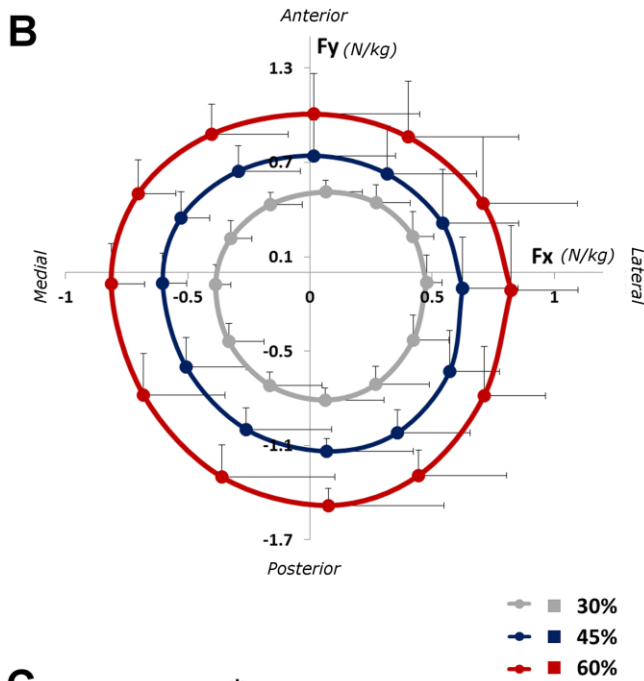 B
Anterior
Fy (N/kg)
1.3
0.7
0.1
Fx (N/kg)
Medial
Lateral
-1
-0.5
0
0.5
1
-0.5
-1.1
-1.7
Posterior
30%
45%
60%